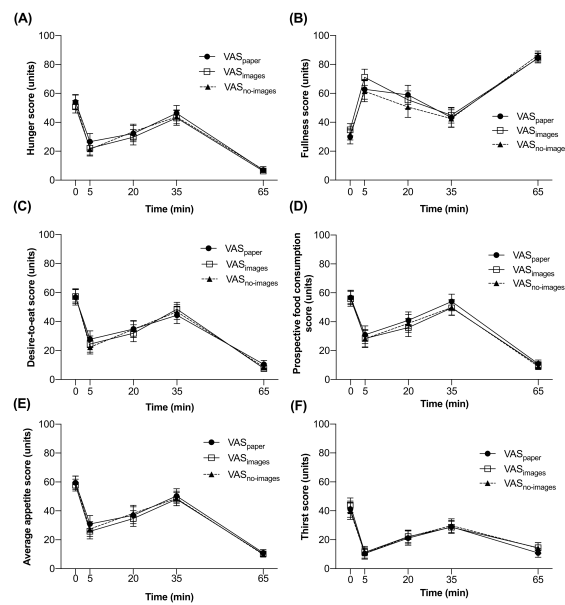 (A)
Hunger score (units)
100
80
60
40
20
0
VASpaper
VASimages
VASno-images
0 5 20 35 65
Time (min)
(B)
Fullness score (units)
100
80
60
40
20
0
VASpaper
VASimages
VASno-image
0 5 20 35 65
Time (min)
(C)
Desire-to-eat score (units)
100
80
60
40
20
0
VASpaper
VASimages
VASno-images
0 5 20 35 65
Time (min)
(D)
Prospective food consumption
score (units)
100
80
60
40
20
0
VASpaper
VASimages
VASno-images
0 5 20 35 65
Time (min)
(E)
Average appetite score (units)
100
80
60
40
20
0
VASpaper
VASimages
VASno-images
0 5 20 35 65
Time (min)
(F)
Thirst score (units)
100
80
60
40
20
0
VASpaper
VASimages
VASno-images
0 5 20 35 65
Time (min)